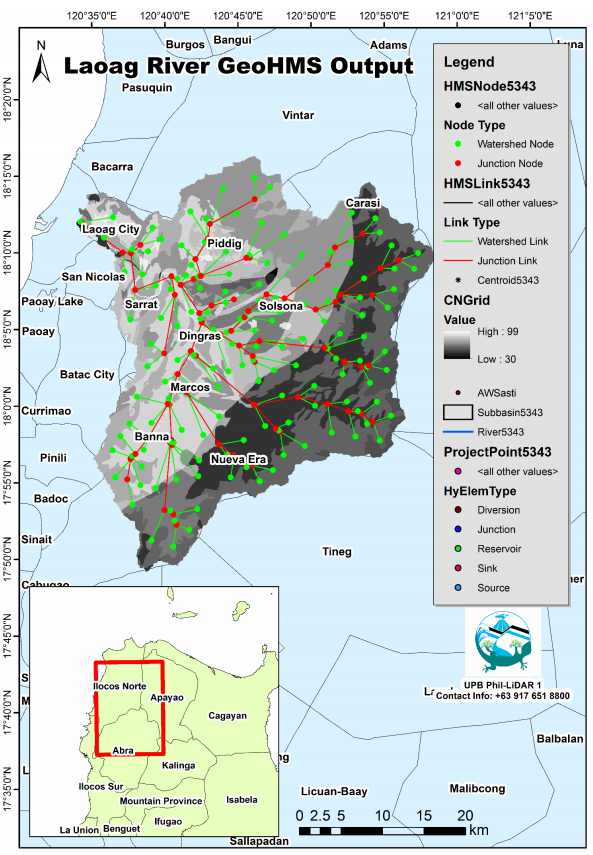 120°35'0"E 120°40'0"E 120°45'0"E 120°50'0"E 120°55'0"E 121°0'0"E 121°5'0"E
N
Burgos
Bangui
Adams
Luna
Laoag River GeoHMS Output
Pasuquin
Vintar
Bacarra
Carasi
Laoag City
Piddig
San Nicolas
Sarrat
Solsona
Paoay Lake
Paoay
Dingras
Batac City
Marcos
Currimao
Banna
Pinili
Nueva Era
Badoc
Sinait
Tineg
Cabugao
18°20'0"N
18°15'0"N
18°10'0"N
18°5'0"N
18°0'0"N
17°55'0"N
17°50'0"N
17°45'0"N
17°40'0"N
17°35'0"N
Legend
HMSNode5343
<all other values>
Node Type
Watershed Node
Junction Node
HMSLink5343
<all other values>
Link Type
Watershed Link
Junction Link
Centroid5343
CNGrid
Value
High : 99
Low : 30
AWSasti
Subbasin5343
River5343
ProjectPoint5343
<all other values>
HyElemType
Diversion
Junction
Reservoir
Sink
Source
UPB Phil-LiDAR 1
Contact Info: +63 917 651 8800
Ilocos Norte
Apayao
Cagayan
Abra
Kalinga
Ilocos Sur
Mountain Province
Isabela
Ifugao
La Union
Benguet
Balbalan
Licuan-Baay
Malibcong
Sallapadan
0 2.5 5 10 15 20
km